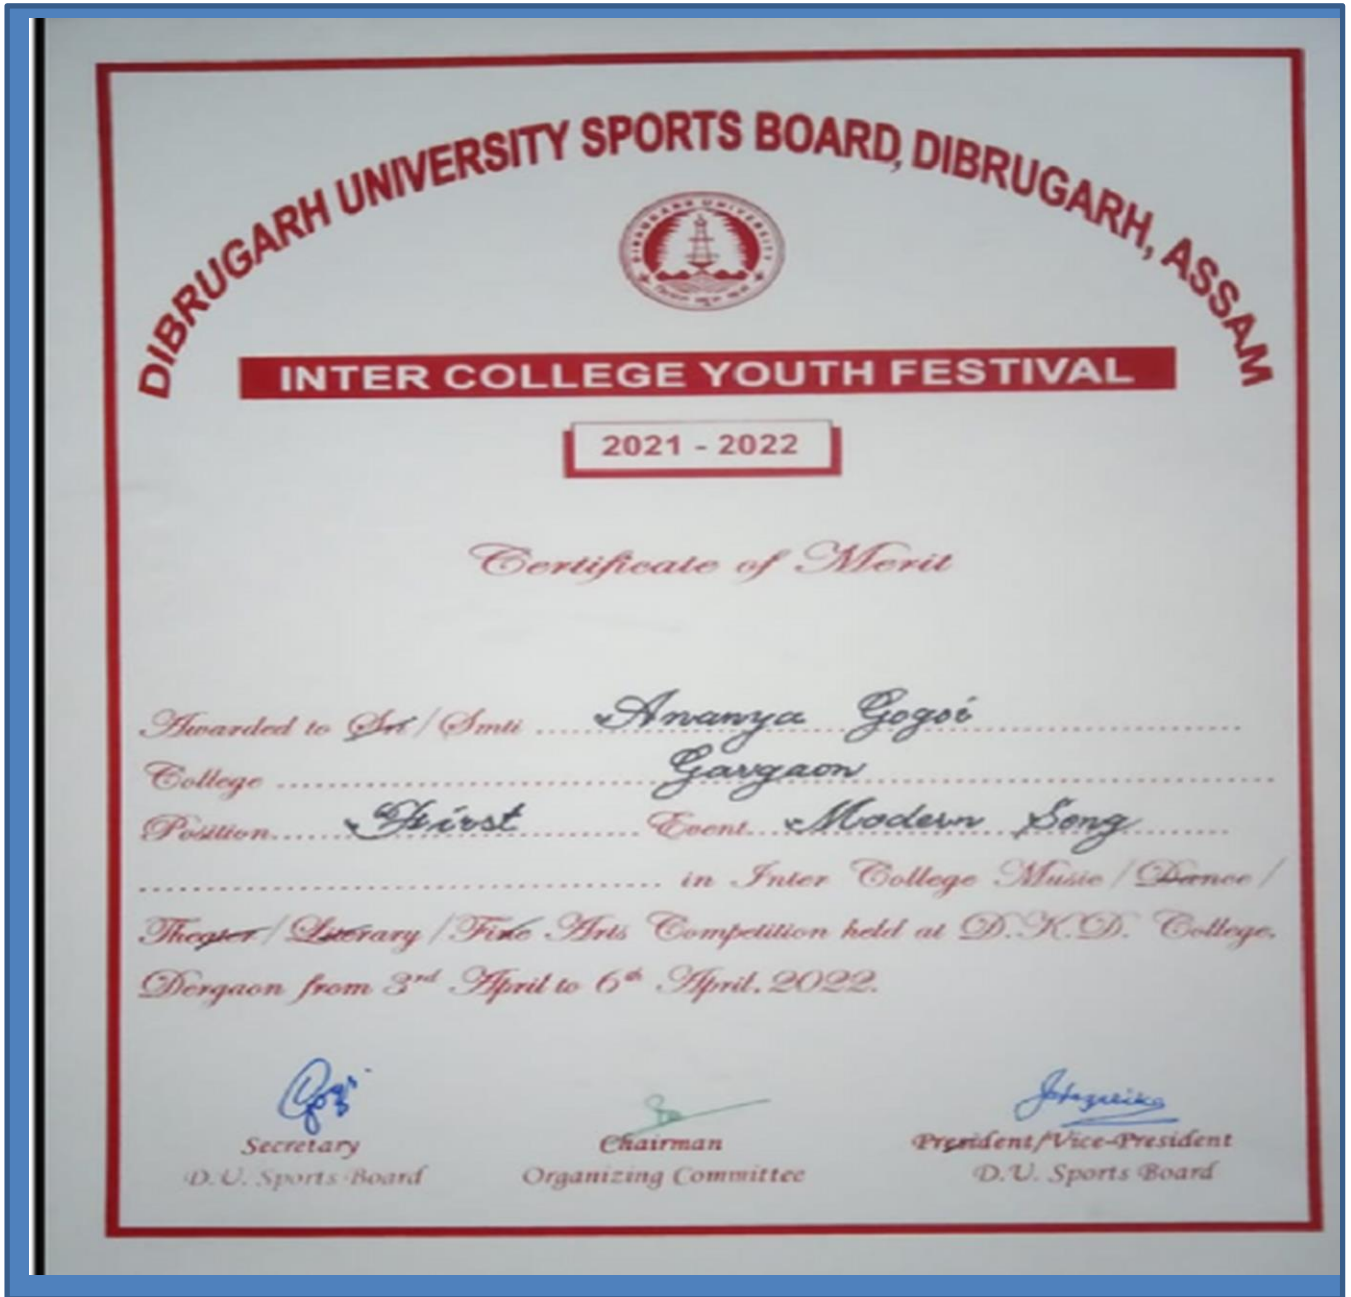 DIBRUGARH UNIVERSITY SPORTS BOARD, DIBRUGARH, ASSAM
DIBRUGARH UNIVERSITY
INTER COLLEGE YOUTH FESTIVAL
2021 - 2022
Certificate of Merit
Awarded to Sri / Smti Ananya Gogoi
College Gargaon
Position First Event Modern Song
in Inter College Music / Dance /
Theater / Literary / Fine Arts Competition held at D.K.D. College,
Dergaon from 3rd April to 6th April, 2022.
Secretary Chairman President/Vice-President
D.U. Sports Board Organizing Committee D.U. Sports Board